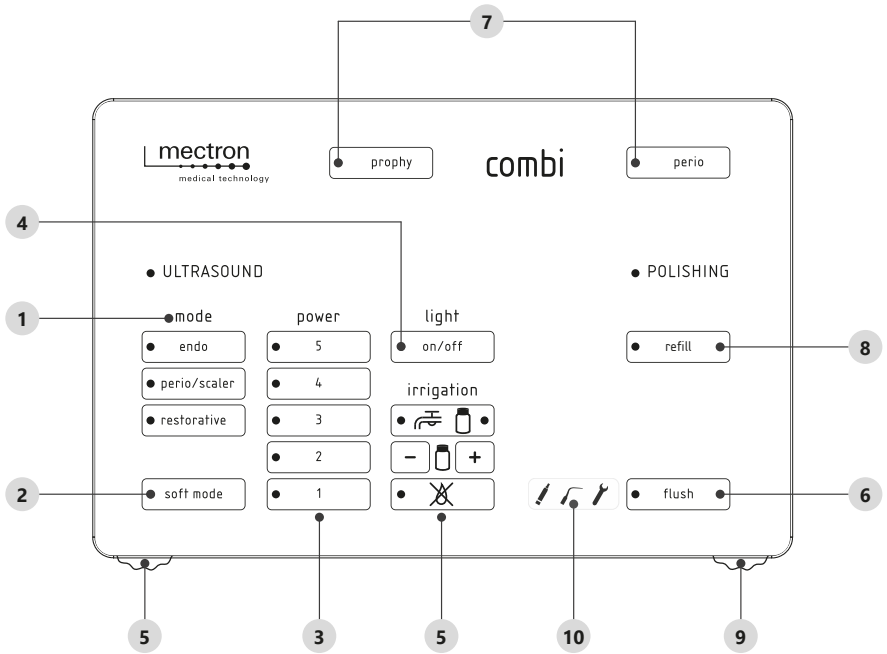 7
mectron
medical technology
prophy
combi
perio
4
ULTRASOUND
POLISHING
1
mode
power
light
endo
5
on/off
refill
8
perio/scaler
4
irrigation
restorative
3
2
- +
2
soft mode
1
flush
6
5
3
5
10
9